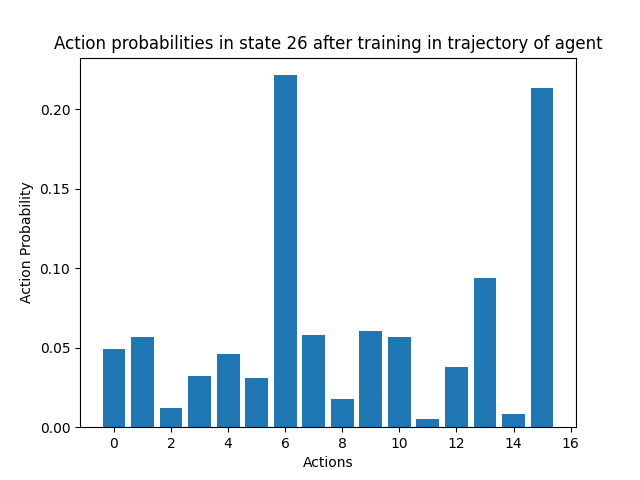 Action probabilities in state 26 after training in trajectory of agent
Action Probability
0.20
0.15
0.10
0.05
0.00
0 2 4 6 8 10 12 14 16
Actions